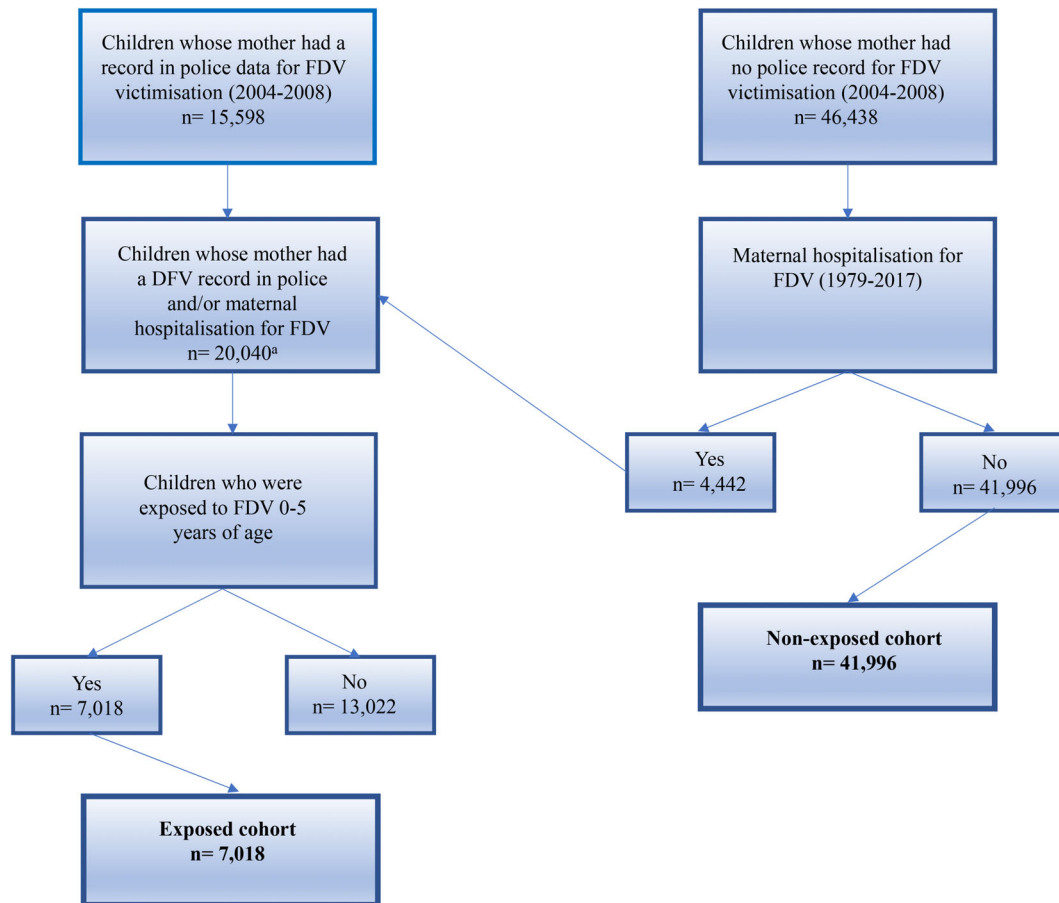 Children whose mother had a
record in police data for FDV
victimisation (2004-2008)
n= 15,598
Children whose mother had
no police record for FDV
victimisation (2004-2008)
n= 46,438
Children whose mother had
a DFV record in police
and/or maternal
hospitalisation for FDV
n= 20,040ᵃ
Maternal hospitalisation for
FDV (1979-2017)
Yes
n= 4,442
No
n= 41,996
Children who were
exposed to FDV 0-5
years of age
Non-exposed cohort
n= 41,996
Yes
n= 7,018
No
n= 13,022
Exposed cohort
n= 7,018